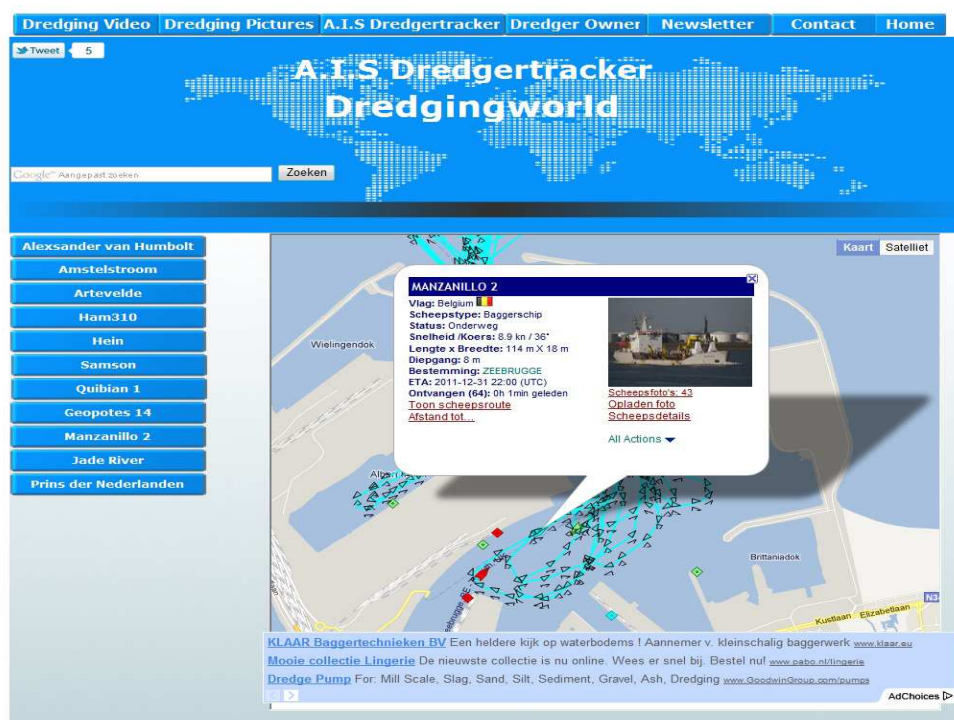 Dredging Video Dredging Pictures A.I.S Dredgertracker Dredger Owner Newsletter Contact Home
Tweet 5
A.I.S Dredgertracker
Dredgingworld
Google™ Aangepast zoeken Zoeken
Alexsander van Humbolt
Amstelstroom
Artevelde
Ham310
Hein
Samson
Quibian 1
Geopotes 14
Manzanillo 2
Jade River
Prins der Nederlanden
Kaart Satelliet
MANZANILLO 2
Vlag: Belgium
Scheepstype: Baggerschip
Status: Onderweg
Snelheid /Koers: 8.9 kn / 36°
Lengte x Breedte: 114 m X 18 m
Diepgang: 8 m
Bestemming: ZEEBRUGGE
ETA: 2011-12-31 22:00 (UTC)
Ontvangen (64): 0h 1min geleden
Toon scheepsroute
Afstand tot...
Scheepsfoto's: 43
Opladen foto
Scheepsdetails
All Actions
Wielingendok
Brittaniadok
Kustlaan Elizabetlaan
KLAAR Baggertechnieken BV Een heldere kijk op waterbodems ! Aannemer v. kleinschalig baggerwerk www.klaar.eu
Mooie collectie Lingerie De nieuwste collectie is nu online. Wees er snel bij. Bestel nu! www.pabo.nl/lingerie
Dredge Pump For: Mill Scale, Slag, Sand, Silt, Sediment, Gravel, Ash, Dredging www.GoodwinGroup.com/pumps
AdChoices